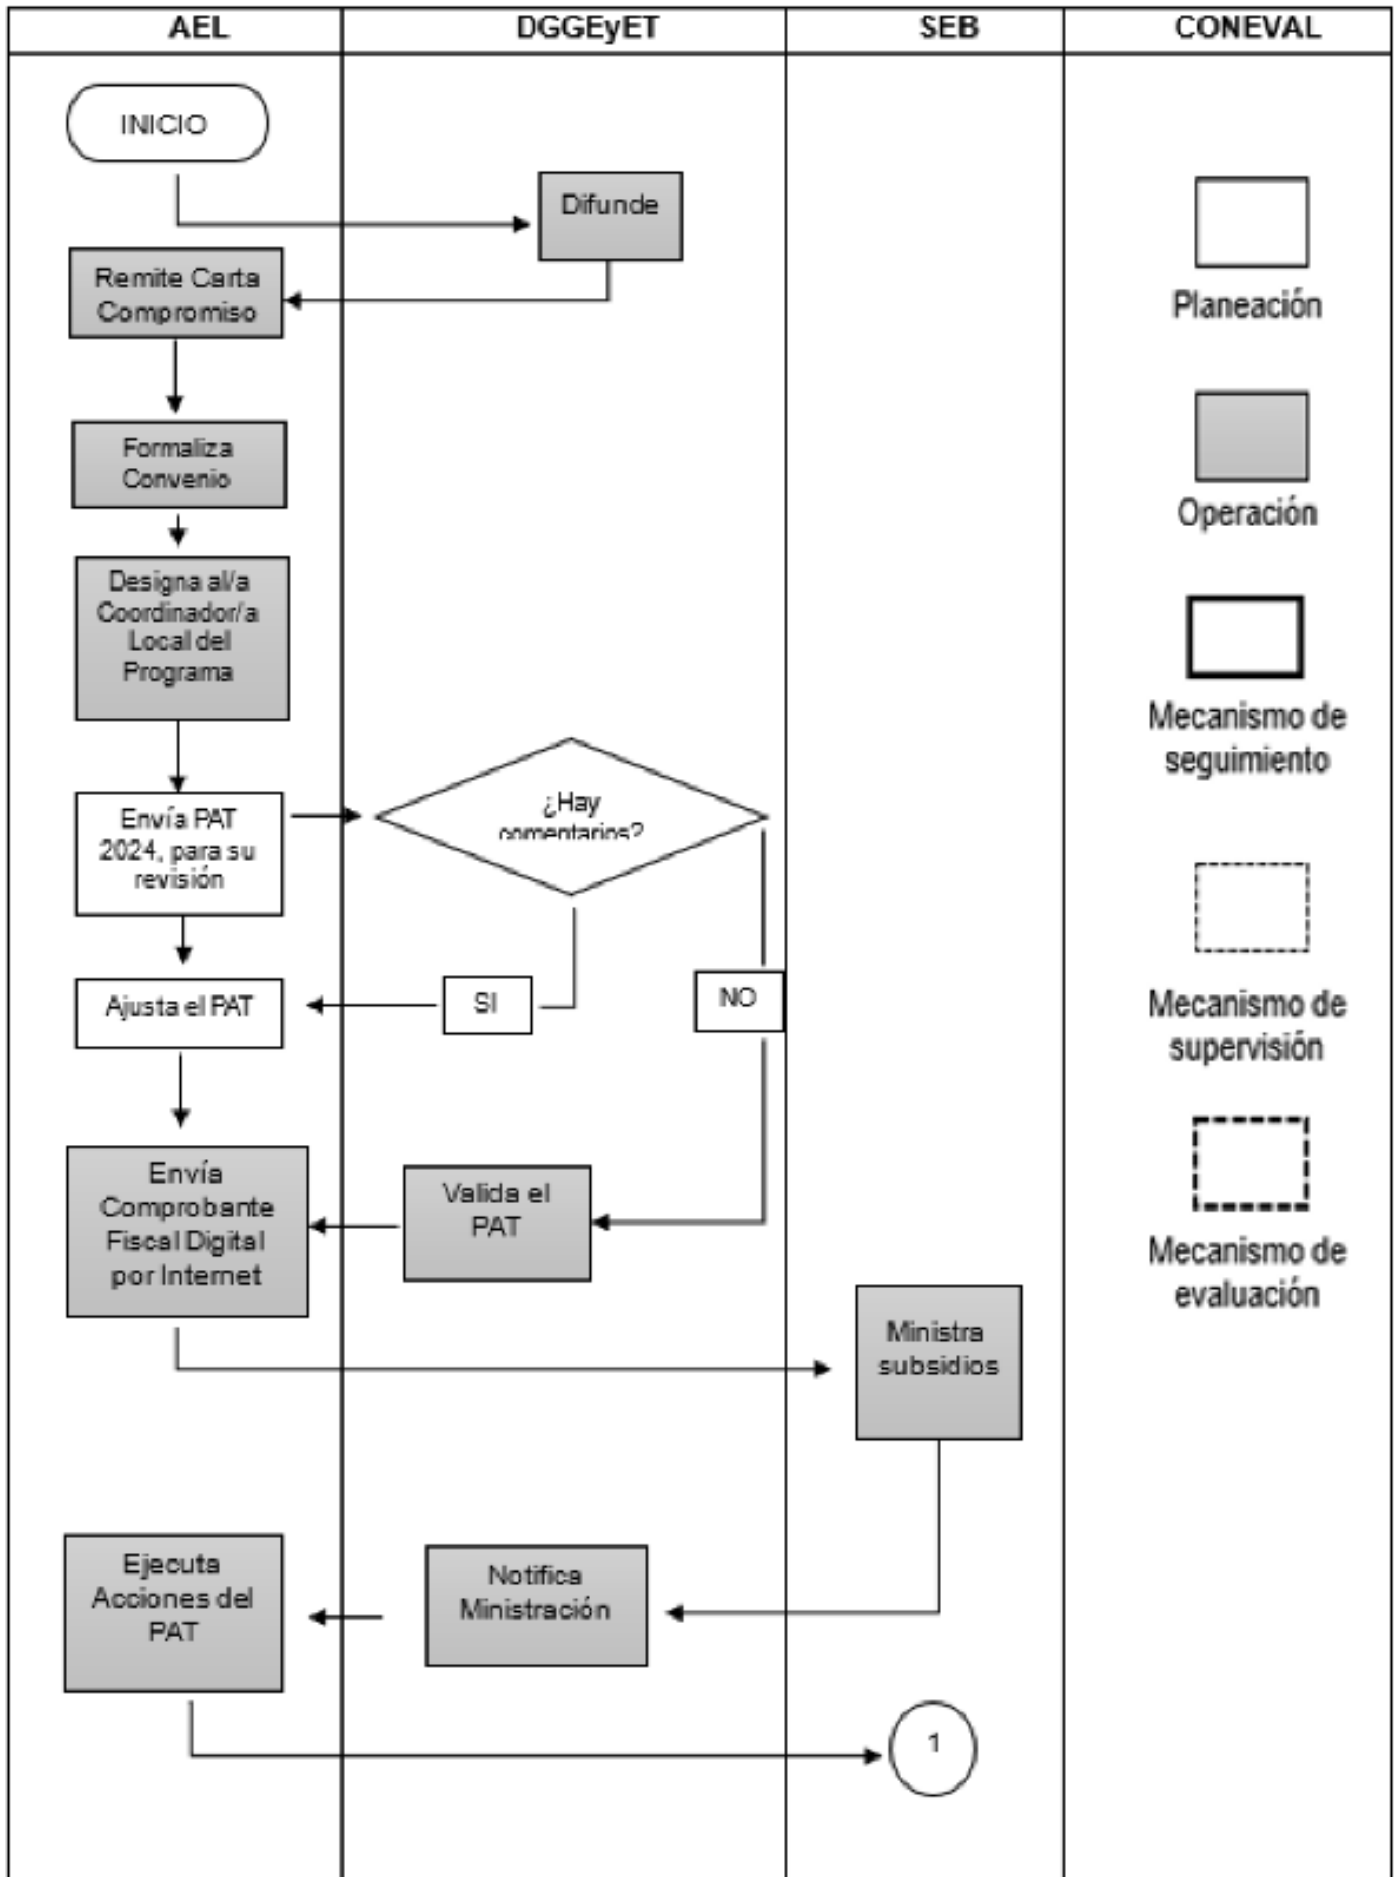 AEL
DGGEyET
SEB
CONEVAL
INICIO
Difunde
Remite Carta
Compromiso
Formaliza
Convenio
Designa al/a
Coordinador/a
Local del
Programa
Envía PAT
2024, para su
revisión
¿Hay
comentarios?
Ajusta el PAT
SI
NO
Envía
Comprobante
Fiscal Digital
por Internet
Valida el
PAT
Ministra
subsidios
Ejecuta
Acciones del
PAT
Notifica
Ministración
1
Planeación
Operación
Mecanismo de
seguimiento
Mecanismo de
supervisión
Mecanismo de
evaluación